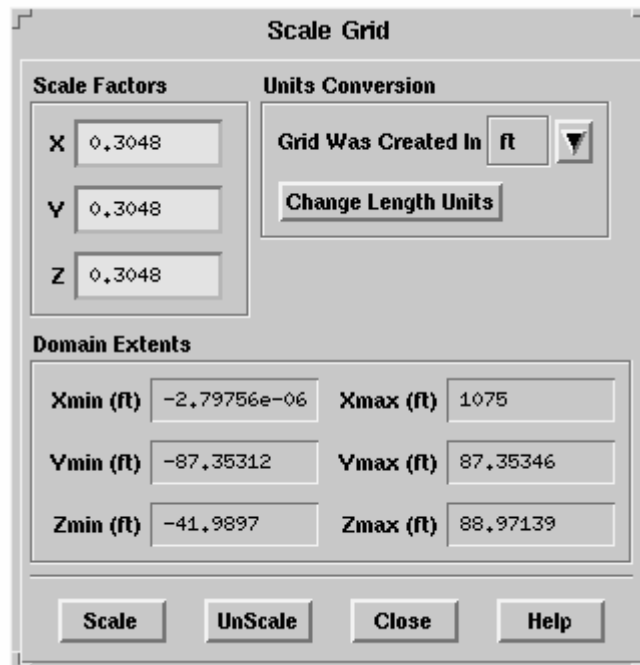 Scale Grid
Scale Factors
X 0.3048
Y 0.3048
Z 0.3048
Units Conversion
Grid Was Created In ft
Change Length Units
Domain Extents
Xmin (ft) -2.79756e-06 Xmax (ft) 1075
Ymin (ft) -87.35312 Ymax (ft) 87.35346
Zmin (ft) -41.9897 Zmax (ft) 88.97139
Scale UnScale Close Help